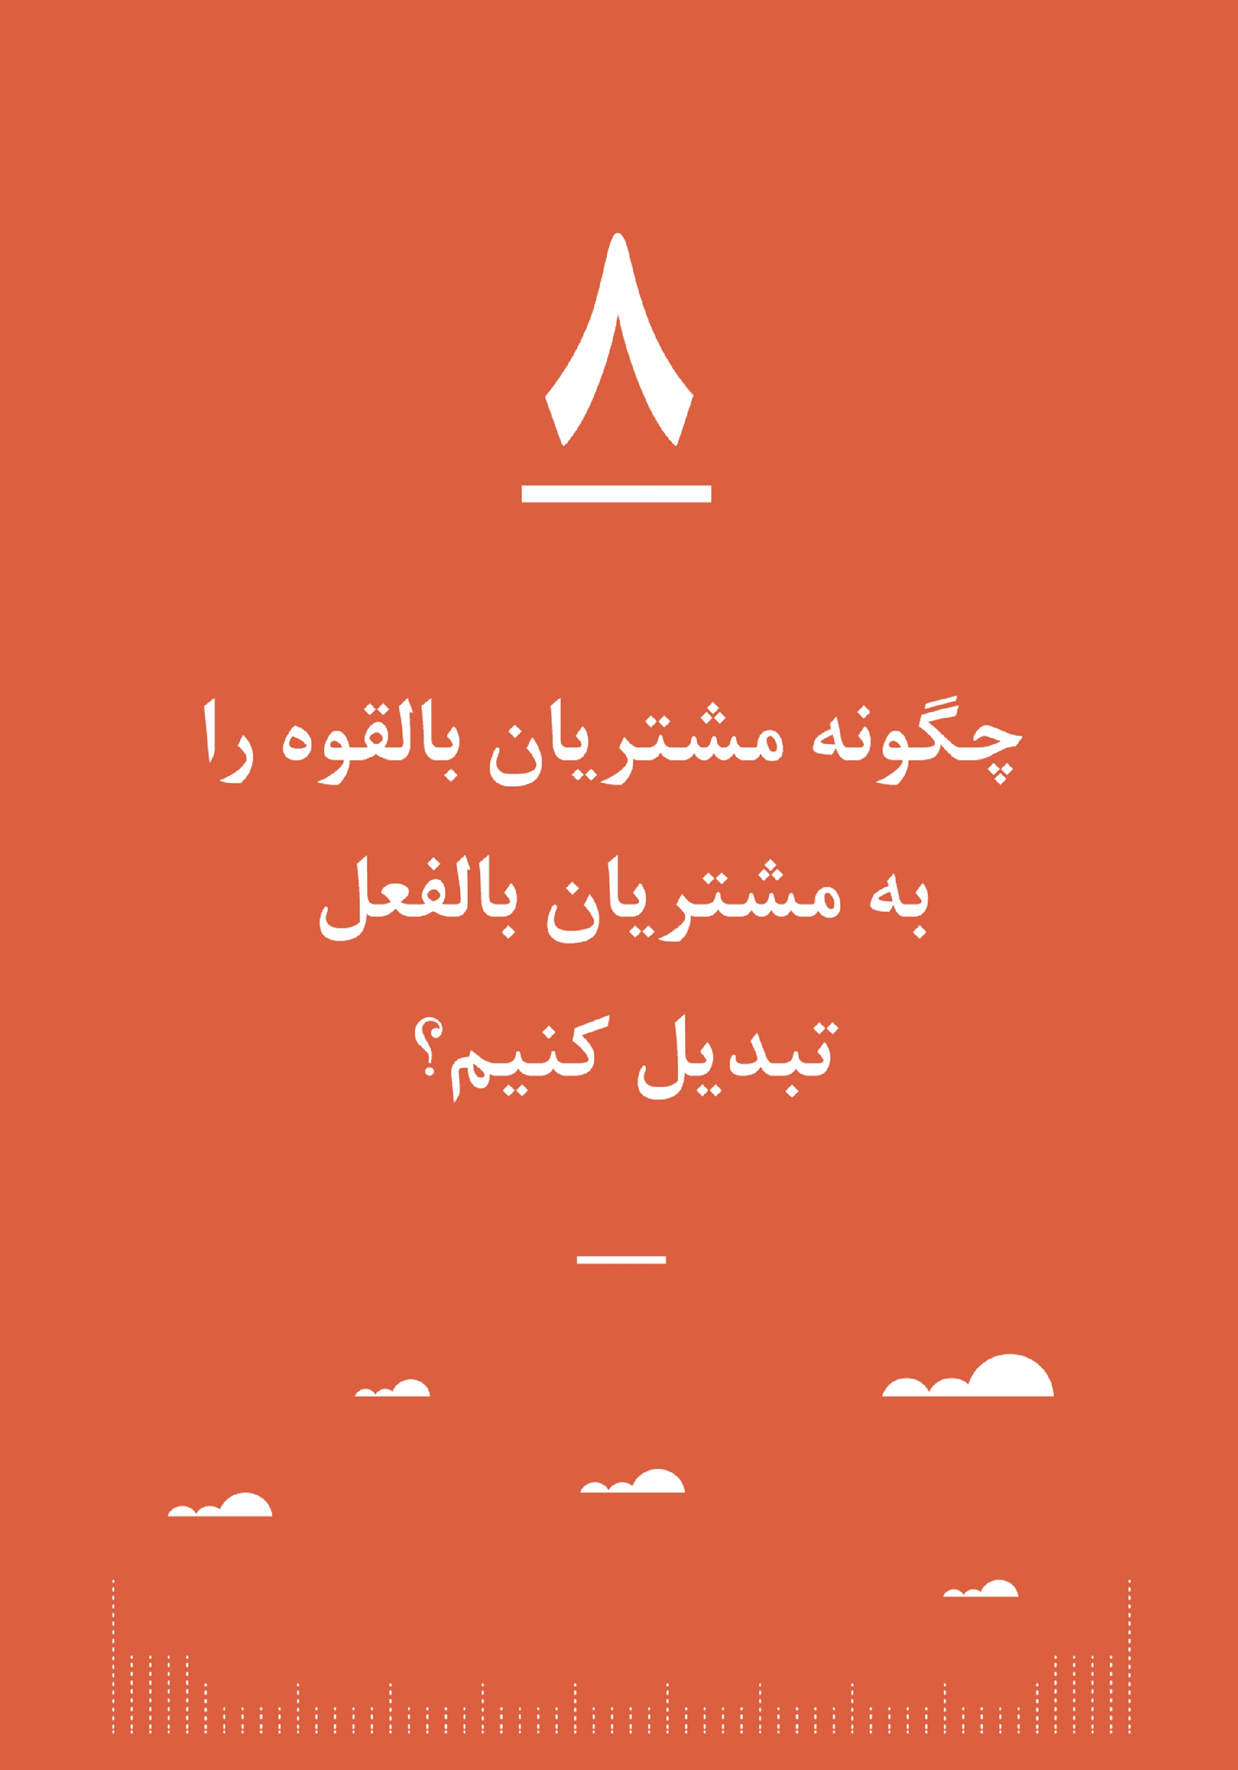 ۸
چگونه مشتریان بالقوه را
به مشتریان بالفعل
تبدیل کنیم؟